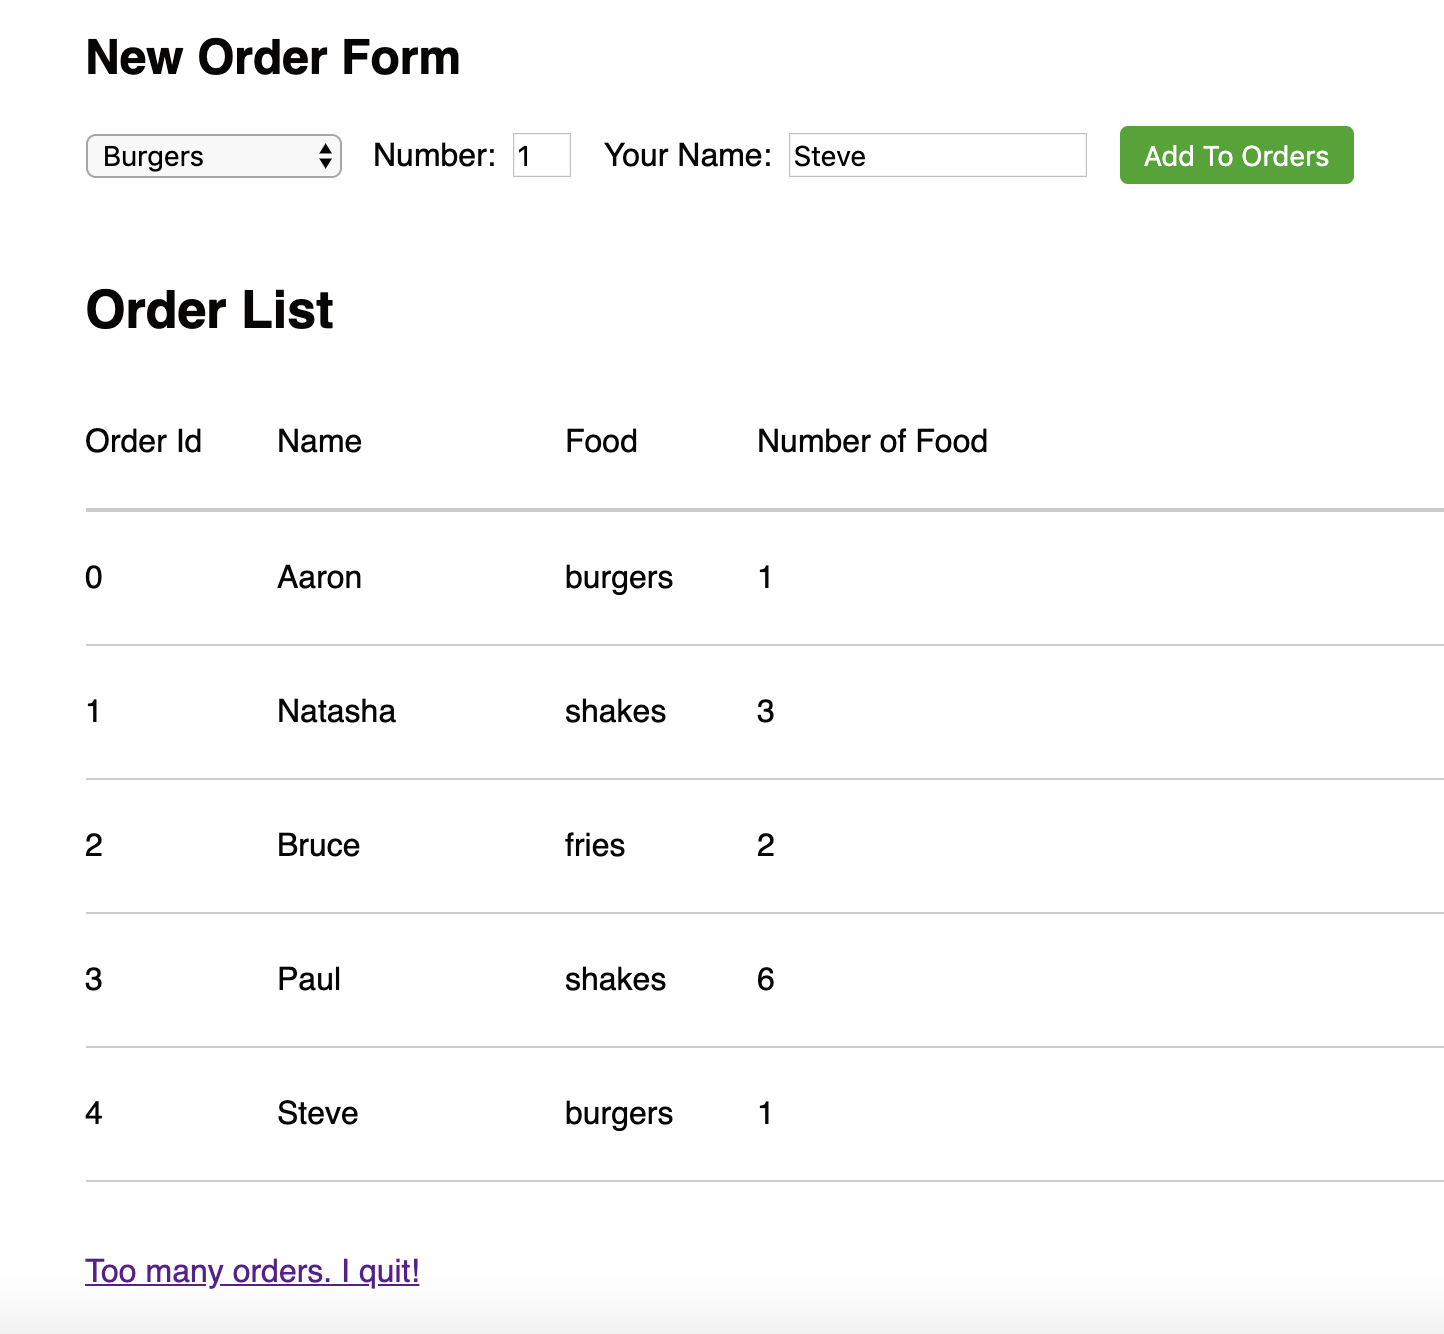 New Order Form
Burgers Number: 1 Your Name: Steve Add To Orders
Order List
Order Id Name Food Number of Food
0 Aaron burgers 1
1 Natasha shakes 3
2 Bruce fries 2
3 Paul shakes 6
4 Steve burgers 1
Too many orders. I quit!